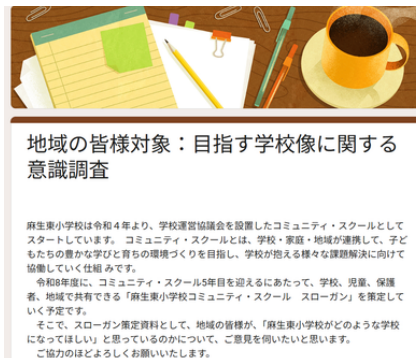 地域の皆様対象：目指す学校像に関する
意識調査
麻生東小学校は令和４年より、学校運営協議会を設置したコミュニティ・スクールとして
スタートしています。 コミュニティ・スクールとは、学校・家庭・地域が連携して、子ど
もたちの豊かな学びと育ちの環境づくりを目指し、学校が抱える様々な課題解決に向けて
協働していく仕組 みです。
　令和8年度に、コミュニティ・スクール5年目を迎えるにあたって、学校、児童、保護
者、地域で共有できる「麻生東小学校コミュニティ・スクール　スローガン」を策定して
いく予定です。
　そこで、スローガン策定資料として、地域の皆様が、「麻生東小学校がどのような学校
になってほしい」と思っているのかについて、ご意見を伺いたいと思います。
　ご協力のほどよろしくお願いいたします。